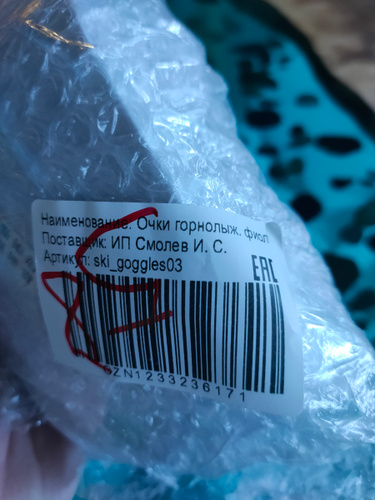 Наименование: Очки горнолыж. фиол
Поставщик: ИП Смолев И. С.
Артикул: ski_goggles03
EAC
OZN1233236171